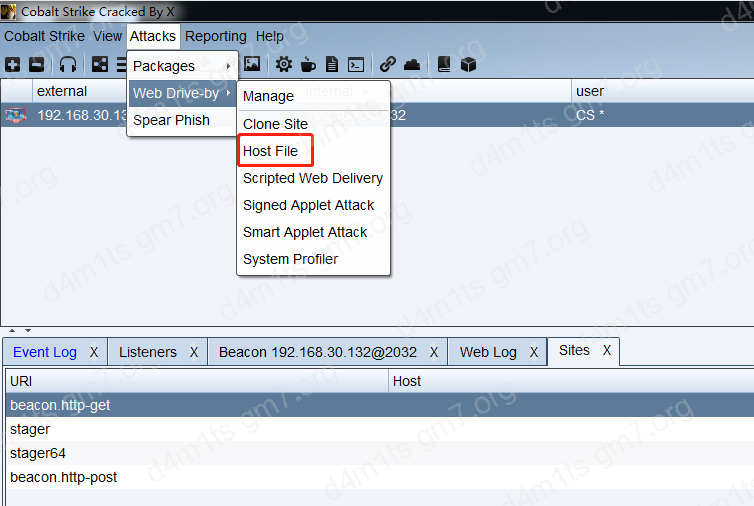 Cobalt Strike Cracked By X
Cobalt Strike View Attacks Reporting Help
Packages
Web Drive-by
Spear Phish
Manage
Clone Site
Host File
Scripted Web Delivery
Signed Applet Attack
Smart Applet Attack
System Profiler
external internal user
192.168.30.13 CS *
Event Log X Listeners X Beacon 192.168.30.132@2032 X Web Log X Sites X
URI Host
beacon.http-get
stager
stager64
beacon.http-post
d4m1ts gm7.org